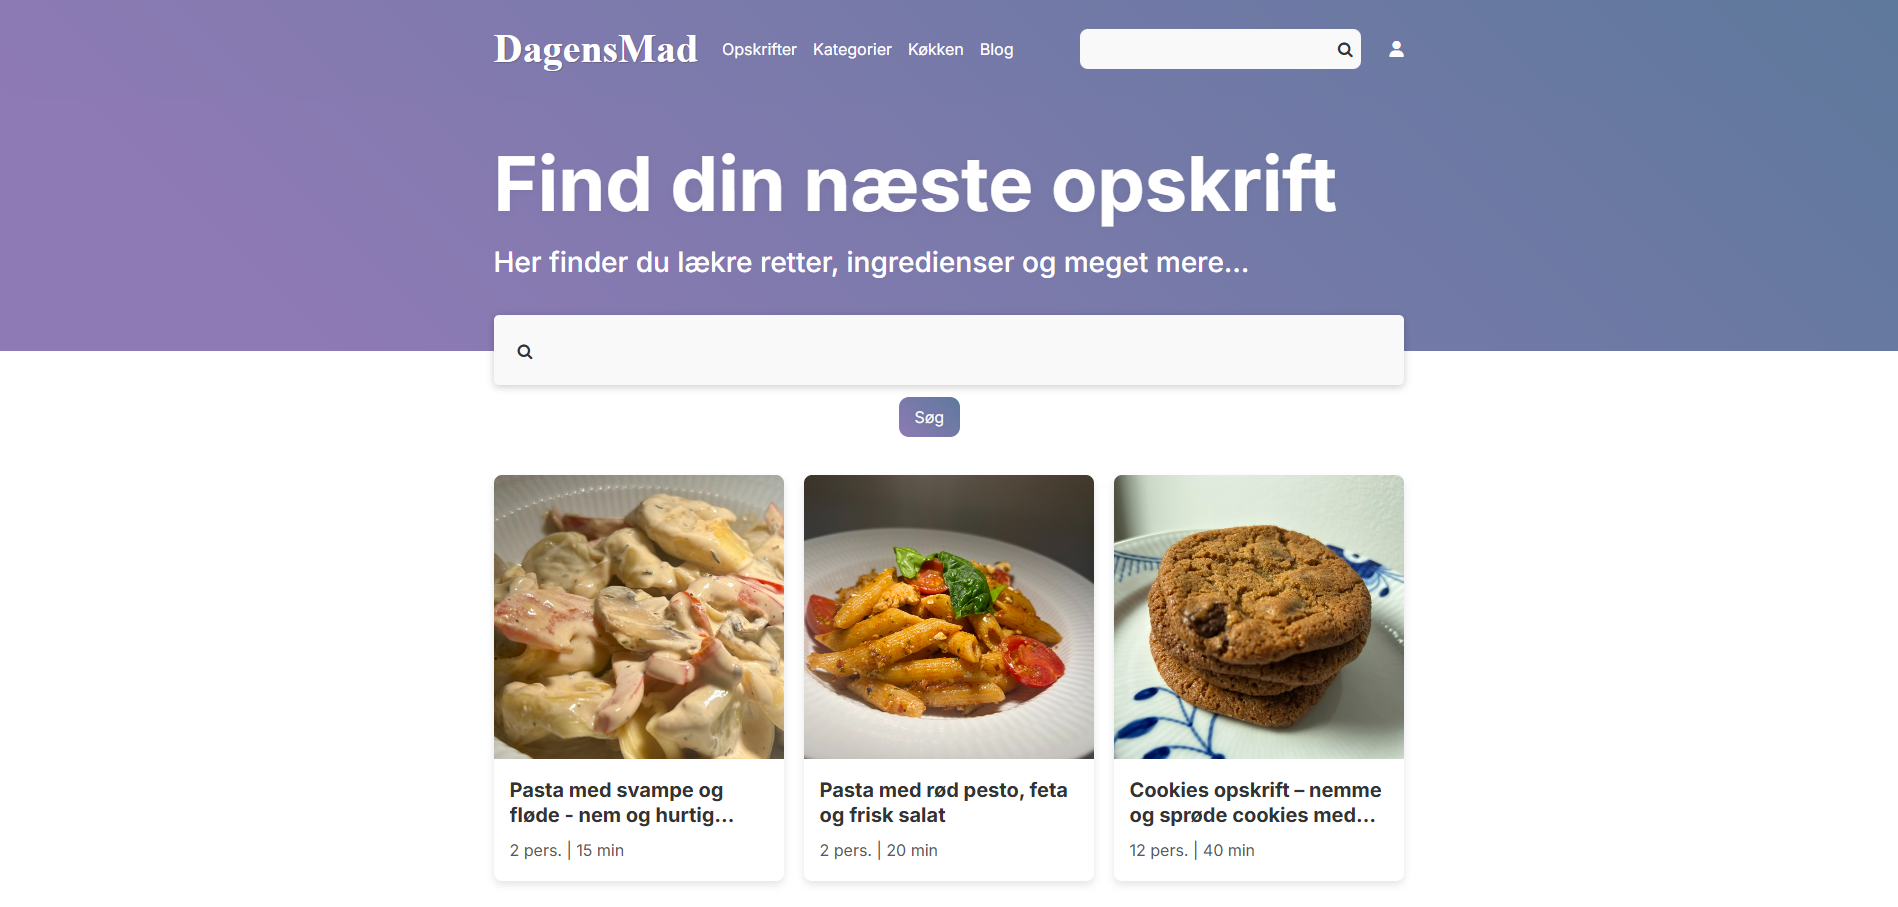 DagensMad
Opskrifter
Kategorier
Køkken
Blog
Find din næste opskrift
Her finder du lækre retter, ingredienser og meget mere...
Søg
Pasta med svampe og
fløde - nem og hurtig...
2 pers. | 15 min
Pasta med rød pesto, feta
og frisk salat
2 pers. | 20 min
Cookies opskrift – nemme
og sprøde cookies med...
12 pers. | 40 min